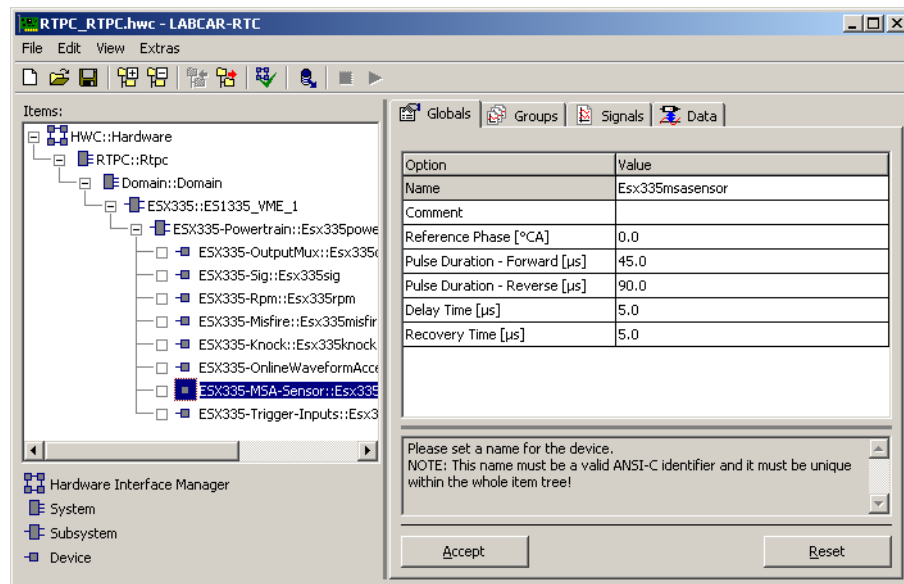 RTPC_RTPC.hwc - LABCAR-RTC
File Edit View Extras
Items:
HWC::Hardware
RTPC::Rtpc
Domain::Domain
ESX335::ES1335_VME_1
ESX335-Powertrain::Esx335powe
ESX335-OutputMux::Esx335o
ESX335-Sig::Esx335sig
ESX335-Rpm::Esx335rpm
ESX335-Misfire::Esx335misfir
ESX335-Knock::Esx335knock
ESX335-OnlineWaveformAcce
ESX335-MSA-Sensor::Esx335
ESX335-Trigger-Inputs::Esx3
Hardware Interface Manager
System
Subsystem
Device
Globals Groups Signals Data
Option Value
Name Esx335msasensor
Comment
Reference Phase [°CA] 0.0
Pulse Duration - Forward [µs] 45.0
Pulse Duration - Reverse [µs] 90.0
Delay Time [µs] 5.0
Recovery Time [µs] 5.0
Please set a name for the device.
NOTE: This name must be a valid ANSI-C identifier and it must be unique
within the whole item tree!
Accept Reset